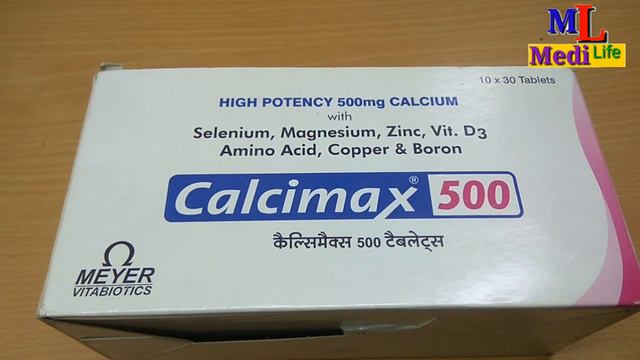 ML
Medi Life
10 x 30 Tablets
HIGH POTENCY 500mg CALCIUM
with
Selenium, Magnesium, Zinc, Vit. D3
Amino Acid, Copper & Boron
Calcimax® 500
कैल्सिमैक्स 500 टैबलेट्स
MEYER
VITABIOTICS